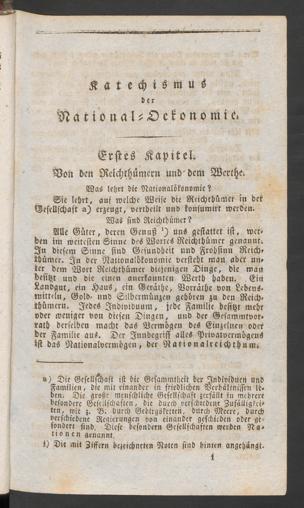 Katechismus
der
National-Oekonomie.
Erstes Kapitel.
Von den Reichthümern und dem Werthe.
Was lehrt die Nationalökonomie?
Sie lehrt, auf welche Weise die Reichthümer in der
Gesellschaft a) erzeugt, vertheilt und konsumirt werden.
Was sind Reichthümer?
Alle Güter, deren Genuß ¹) uns gestattet ist, wer-
den im weitesten Sinne des Wortes Reichthümer genannt.
In diesem Sinne sind Gesundheit und Frohsinn Reich-
thümer. In der Nationalökonomie versteht man aber un-
ter dem Wort Reichthümer diejenigen Dinge, die man
besitzt und die einen anerkannten Werth haben. Ein
Landgut, ein Haus, ein Geräthe, Vorräthe von Lebens-
mitteln, Gold- und Silbermünzen gehören zu den Reich-
thümern. Jedes Individuum, jede Familie besitzt mehr
oder weniger von diesen Dingen, und der Gesammtvor-
rath derselben macht das Vermögen des Einzelnen oder
der Familie aus. Der Innbegriff alles Privatvermögens
ist das Nationalvermögen, der Nationalreichthum.
a) Die Gesellschaft ist die Gesammtheit der Individuen und
Familien, die mit einander in friedlichen Verhältnissen le-
ben. Die große menschliche Gesellschaft zerfällt in mehrere
besondere Gesellschaften, die durch verschiedene Zufälligkei-
ten, wie z. B. durch Gebirgsketten, durch Meere, durch
verschiedene Regierungen von einander geschieden oder ge-
sondert sind. Diese besondern Gesellschaften werden Na-
tionen genannt.
1) Die mit Ziffern bezeichneten Noten sind hinten angehängt.
1